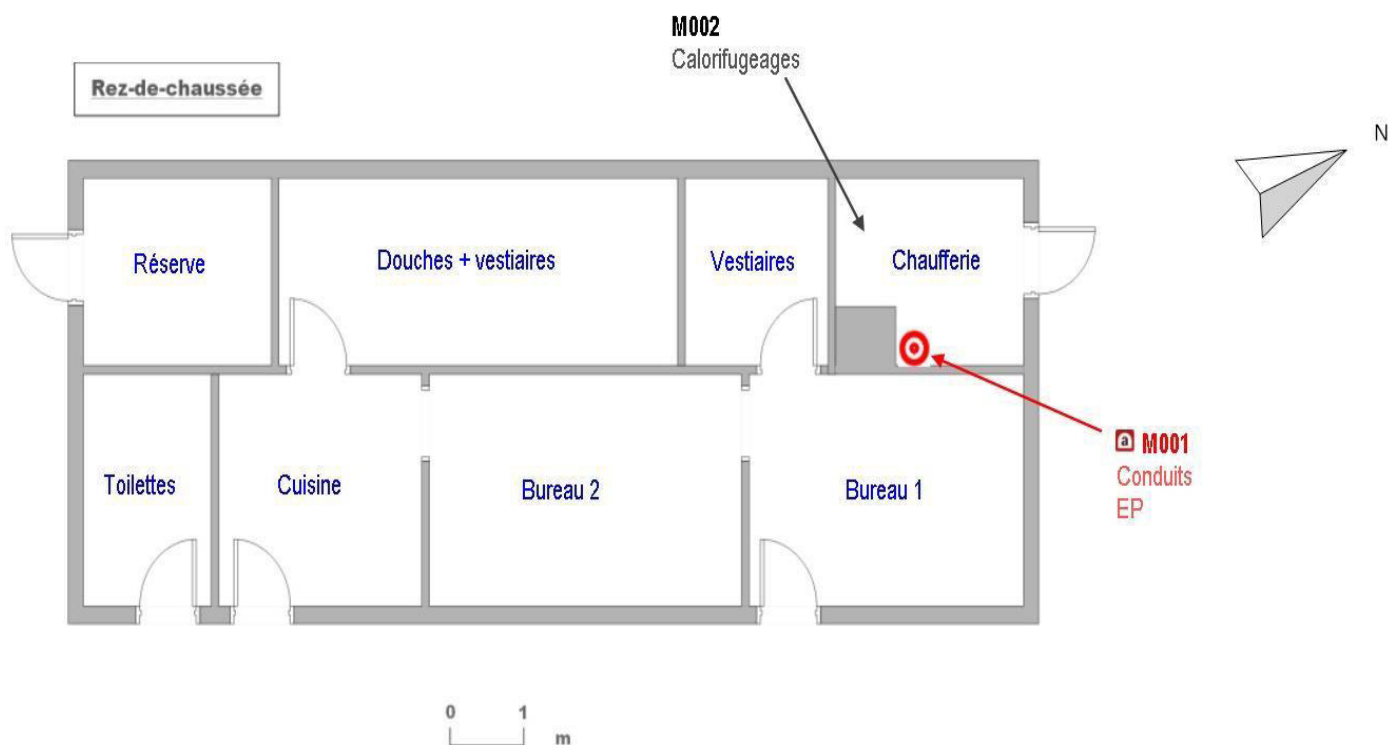 M002
Calorifugeages
Rez-de-chaussée
N
Réserve
Douches + vestiaires
Vestiaires
Chaufferie
a M001
Conduits
EP
Toilettes
Cuisine
Bureau 2
Bureau 1
0 1
m